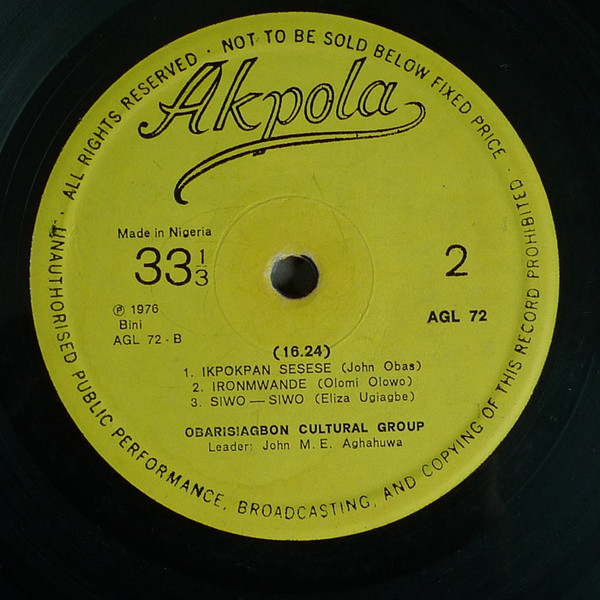 ALL RIGHTS RESERVED · NOT TO BE SOLD BELOW FIXED PRICE ·
Akpola
Made in Nigeria
33 1/3
2
℗ 1976
Bini
AGL 72 - B
AGL 72
(16.24)
1. IKPOKPAN SESESE (John Obas)
2. IRONMWANDE (Olomi Olowo)
3. SIWO — SIWO (Eliza Ugiagbe)
OBARISIAGBON CULTURAL GROUP
Leader: John M. E. Aghahuwa
UNAUTHORISED PUBLIC PERFORMANCE, BROADCASTING, AND COPYING OF THIS RECORD PROHIBITED ·